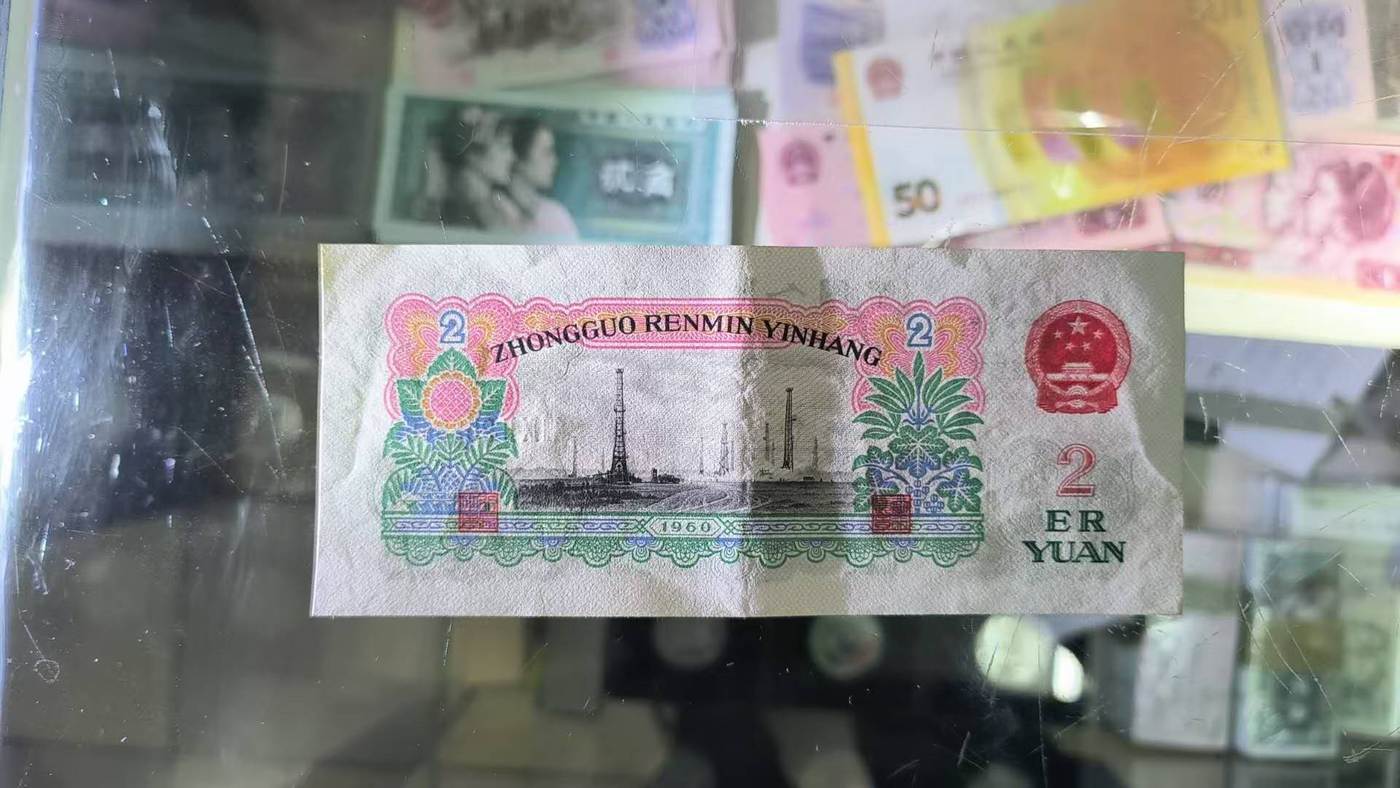 贰角
50
2
2
ZHONGGUO RENMIN YINHANG
1960
2
ER
YUAN